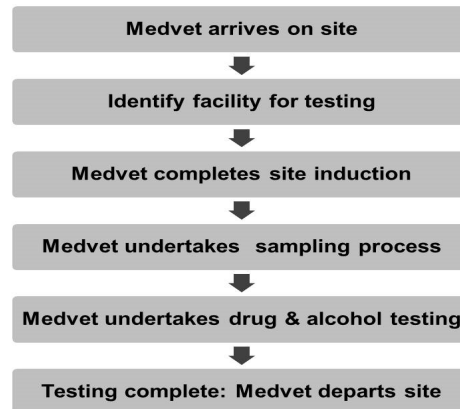 Medvet arrives on site
Identify facility for testing
Medvet completes site induction
Medvet undertakes sampling process
Medvet undertakes drug & alcohol testing
Testing complete: Medvet departs site